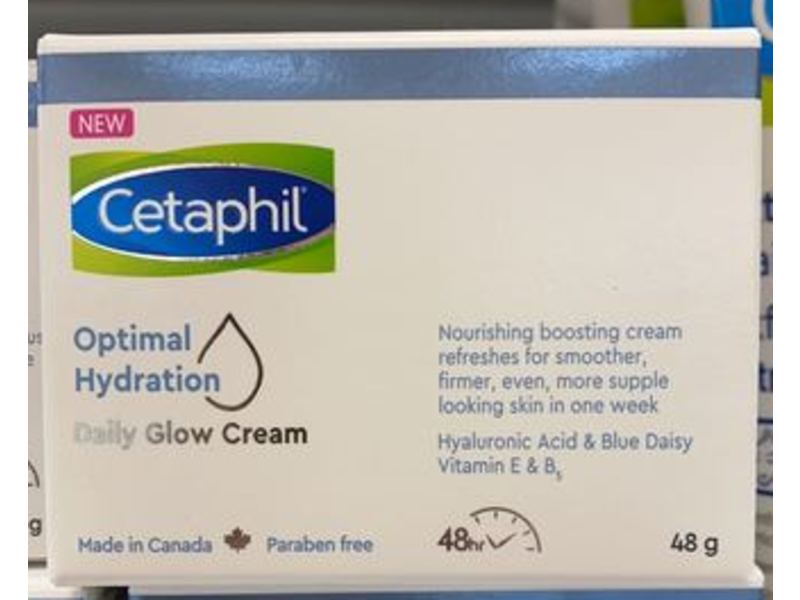 NEW
Cetaphil
Optimal
Hydration
Daily Glow Cream
Nourishing boosting cream
refreshes for smoother,
firmer, even, more supple
looking skin in one week
Hyaluronic Acid & Blue Daisy
Vitamin E & B5
Made in Canada Paraben free
48hr
48 g